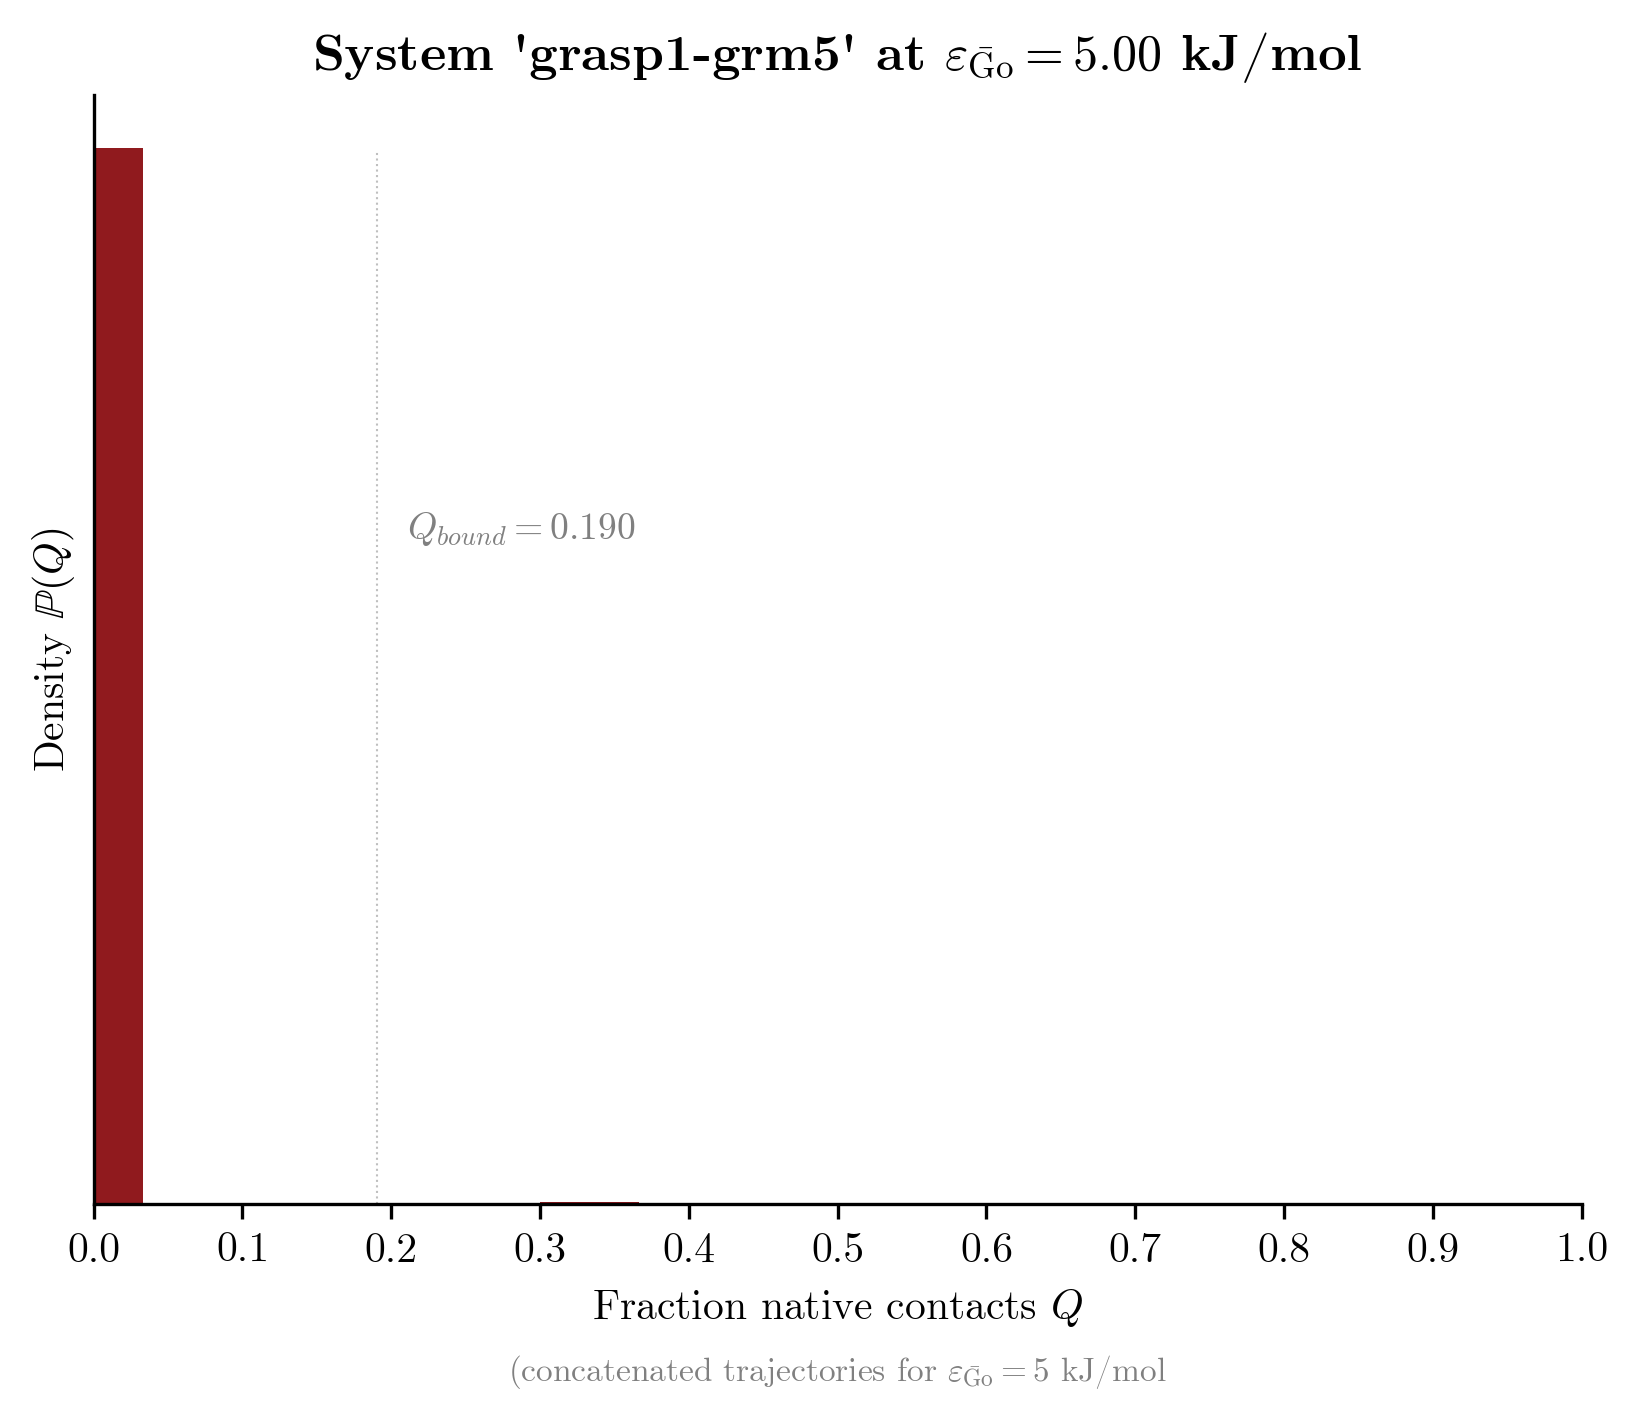 System 'grasp1-grm5' at εḠo = 5.00 kJ/mol
Density ℙ(Q)
Q_bound = 0.190
0.0 0.1 0.2 0.3 0.4 0.5 0.6 0.7 0.8 0.9 1.0
Fraction native contacts Q
(concatenated trajectories for εḠo = 5 kJ/mol